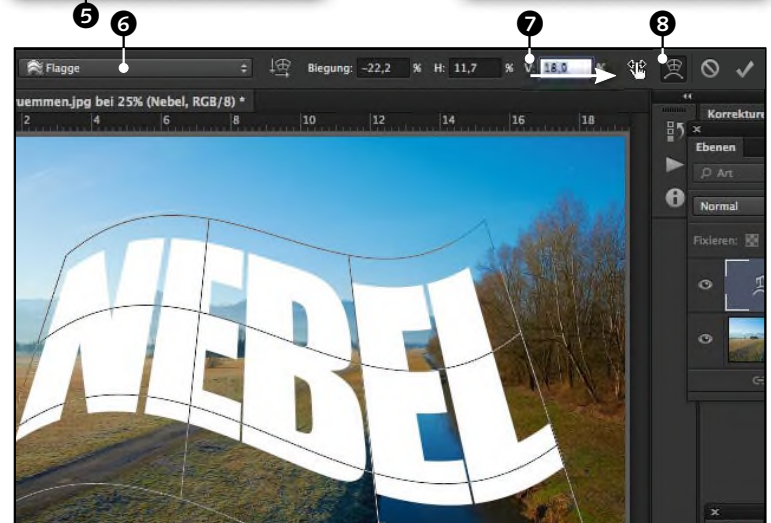 5 6 7 8
Flagge Biegung: -22,2 % H: 11,7 % V: 18,0
ruemmen.jpg bei 25% (Nebel, RGB/8) *
2 4 6 8 10 12 14 16 18
Korrekture
Ebenen
Art
Normal
Fixieren:
NEBEL